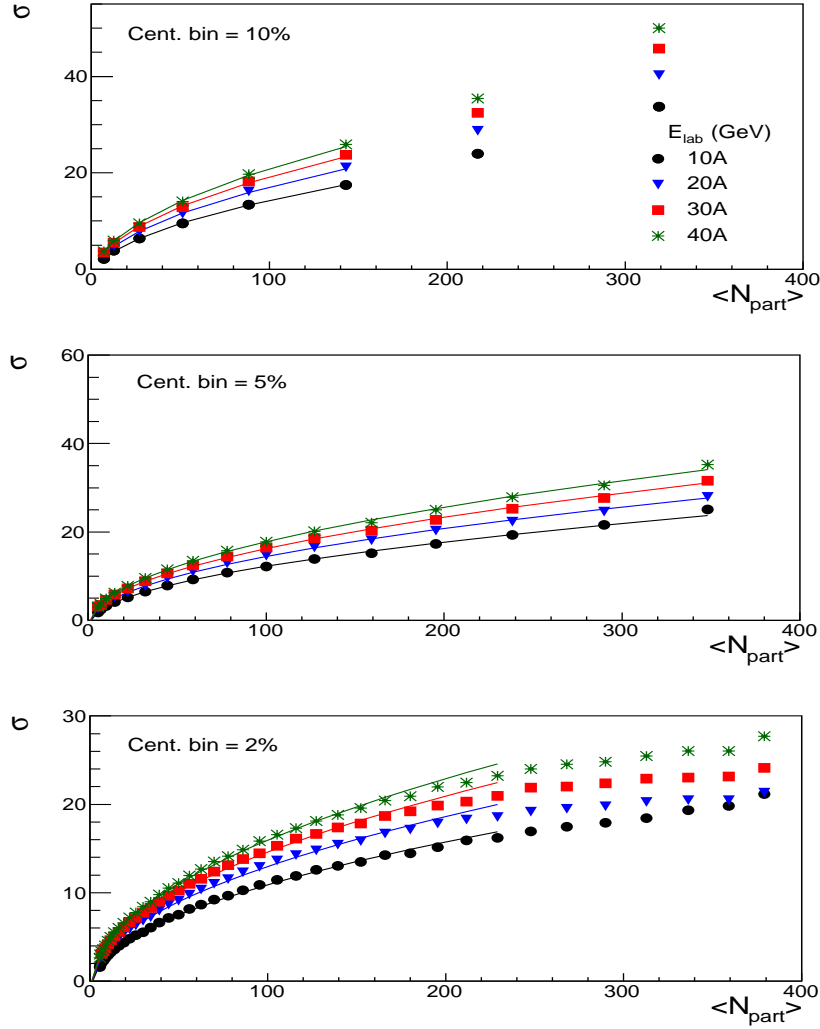 σ
Cent. bin = 10%
40
20
0
E_lab (GeV)
10A
20A
30A
40A
0 100 200 300 400
<N_part>
σ
60
Cent. bin = 5%
40
20
0
0 100 200 300 400
<N_part>
σ
30
Cent. bin = 2%
20
10
0
0 100 200 300 400
<N_part>